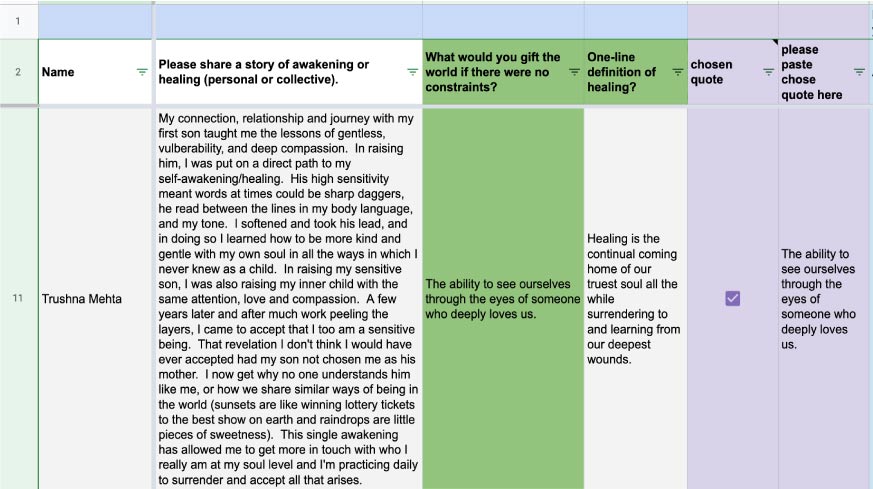 1
2
Name
Please share a story of awakening or
healing (personal or collective).
What would you gift the
world if there were no
constraints?
One-line
definition of
healing?
chosen
quote
please
paste
chose
quote here
11
Trushna Mehta
My connection, relationship and journey with my
first son taught me the lessons of gentless,
vulberability, and deep compassion.  In raising
him, I was put on a direct path to my
self-awakening/healing.  His high sensitivity
meant words at times could be sharp daggers,
he read between the lines in my body language,
and my tone.  I softened and took his lead, and
in doing so I learned how to be more kind and
gentle with my own soul in all the ways in which I
never knew as a child.  In raising my sensitive
son, I was also raising my inner child with the
same attention, love and compassion.  A few
years later and after much work peeling the
layers, I came to accept that I too am a sensitive
being.  That revelation I don't think I would have
ever accepted had my son not chosen me as his
mother.  I now get why no one understands him
like me, or how we share similar ways of being in
the world (sunsets are like winning lottery tickets
to the best show on earth and raindrops are little
pieces of sweetness).  This single awakening
has allowed me to get more in touch with who I
really am at my soul level and I'm practicing daily
to surrender and accept all that arises.
The ability to see ourselves
through the eyes of someone
who deeply loves us.
Healing is the
continual coming
home of our
truest soul all the
while
surrendering to
and learning from
our deepest
wounds.
The ability to
see ourselves
through the
eyes of
someone who
deeply loves
us.